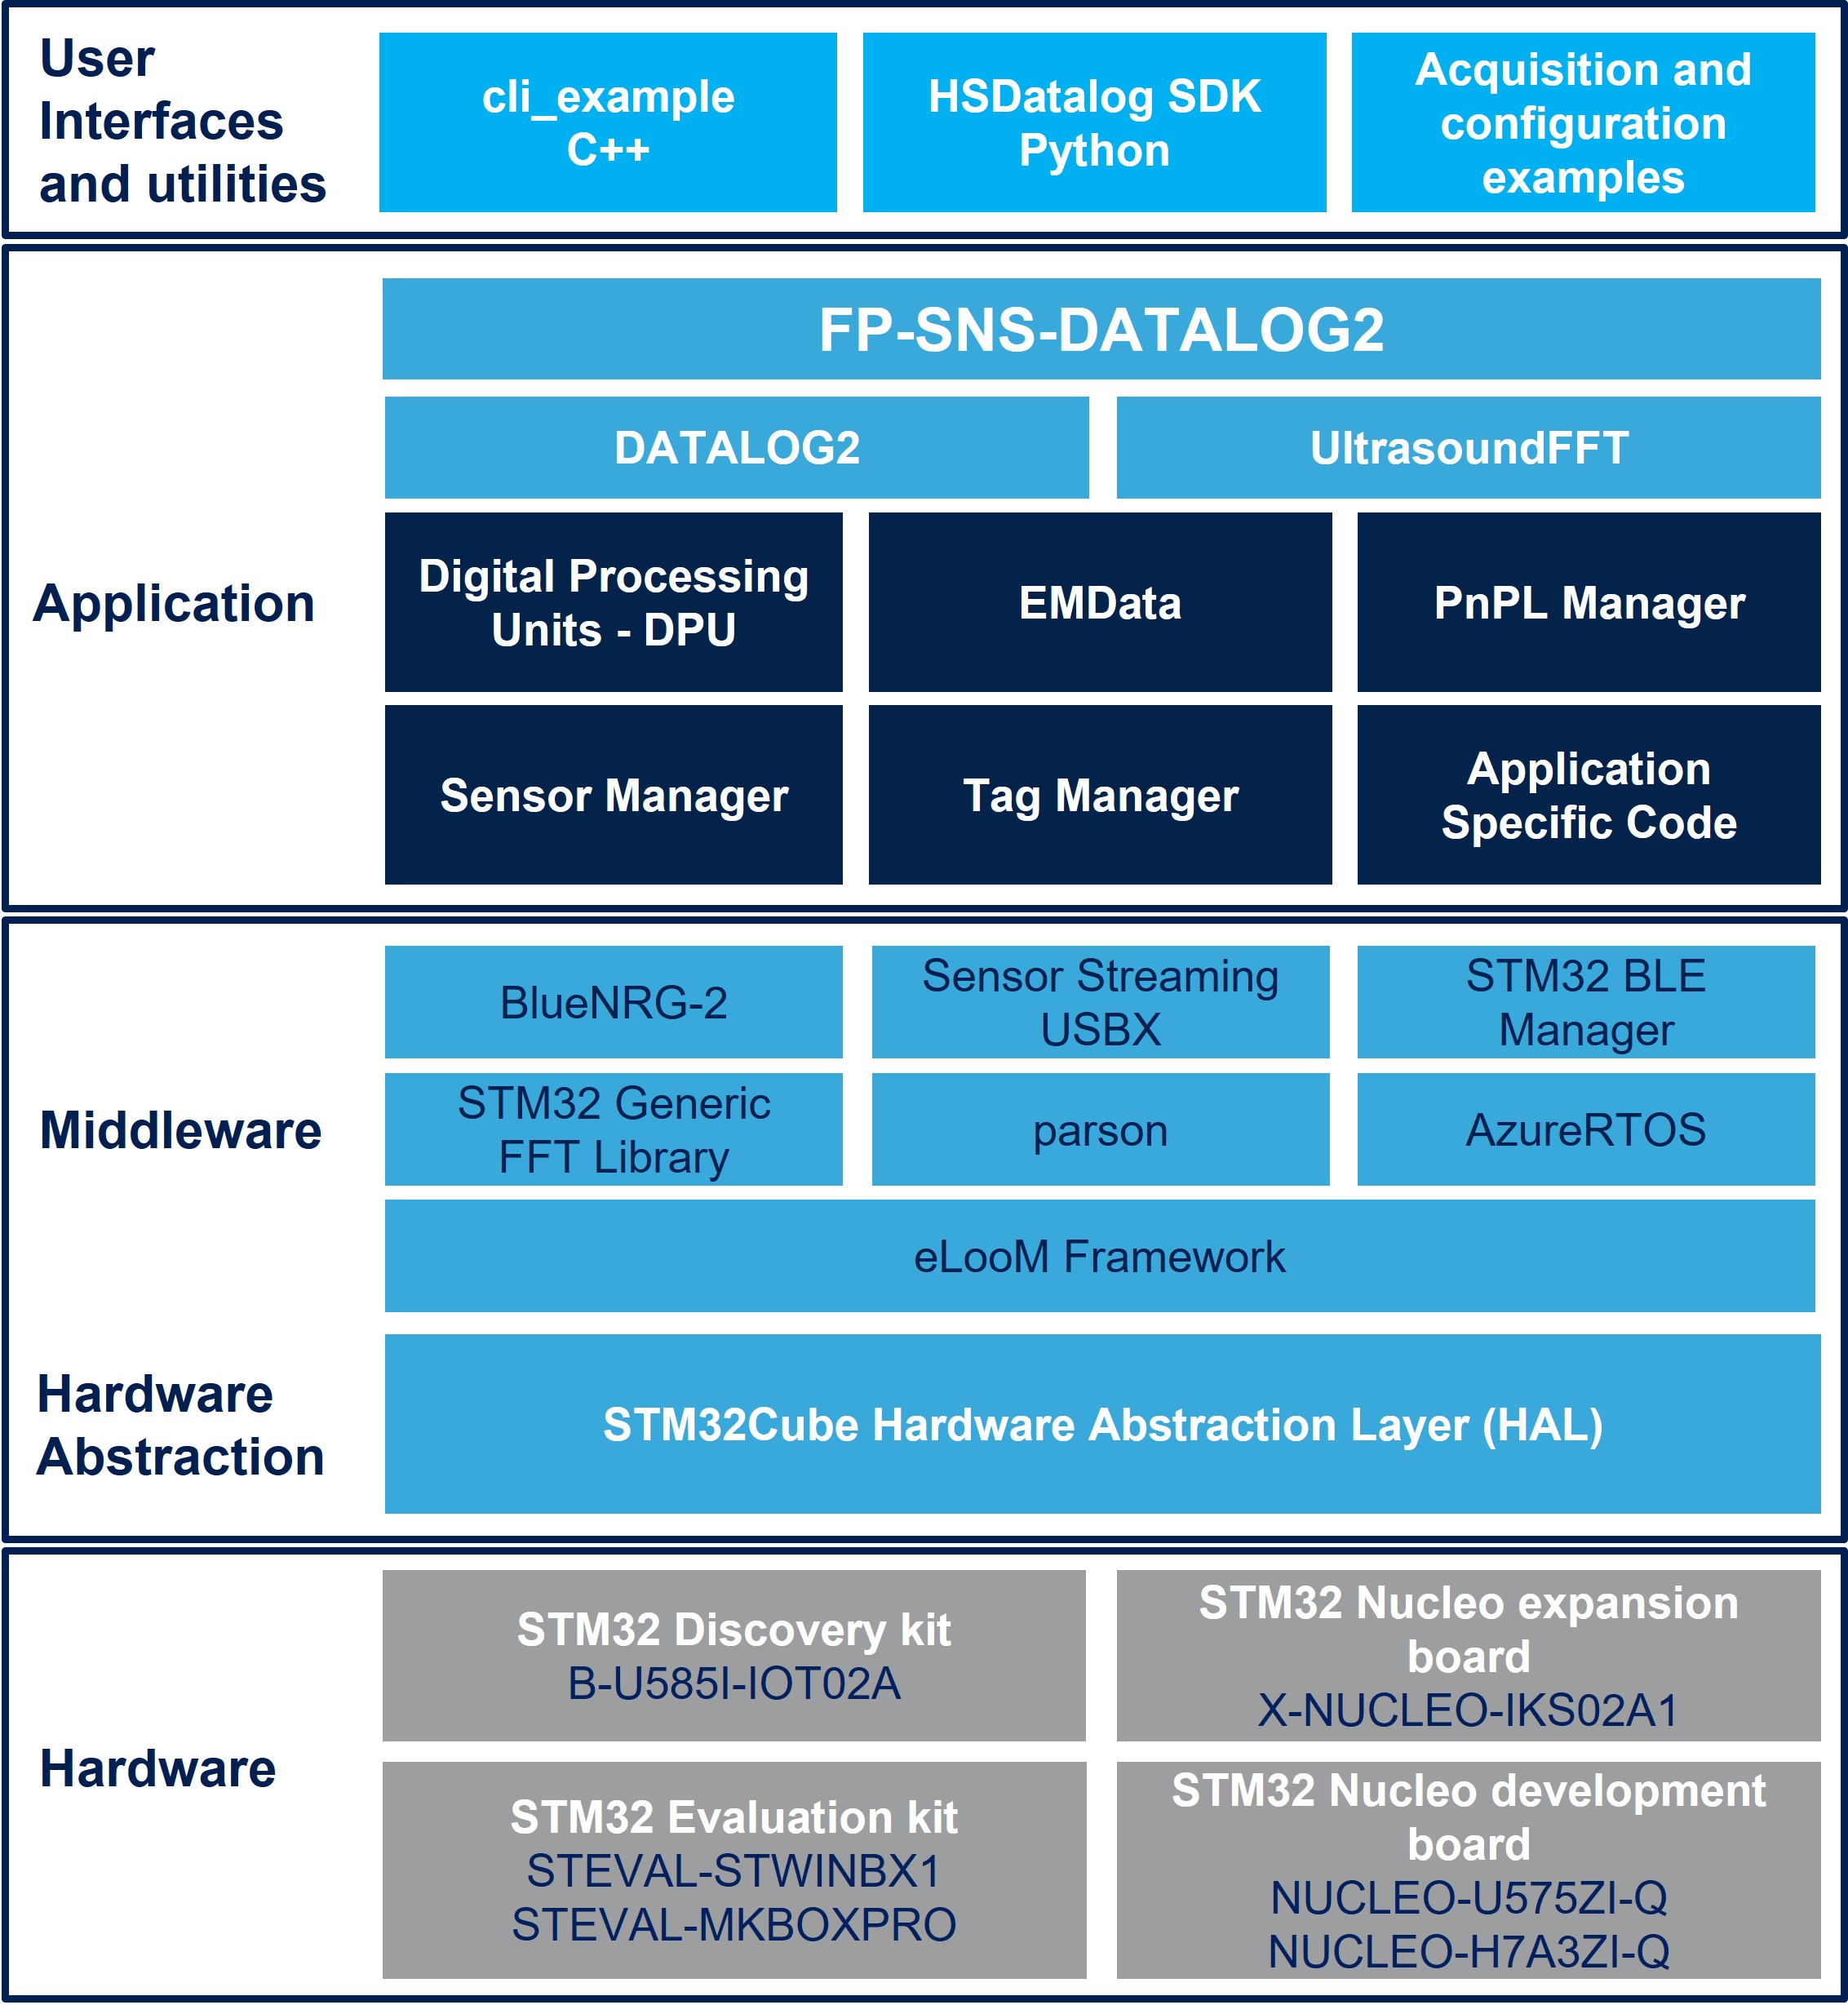 User
Interfaces
and utilities
cli_example
C++
HSDatalog SDK
Python
Acquisition and
configuration
examples
Application
FP-SNS-DATALOG2
DATALOG2
UltrasoundFFT
Digital Processing
Units - DPU
EMData
PnPL Manager
Sensor Manager
Tag Manager
Application
Specific Code
Middleware
BlueNRG-2
Sensor Streaming
USBX
STM32 BLE
Manager
STM32 Generic
FFT Library
parson
AzureRTOS
eLooM Framework
Hardware
Abstraction
STM32Cube Hardware Abstraction Layer (HAL)
Hardware
STM32 Discovery kit
B-U585I-IOT02A
STM32 Nucleo expansion
board
X-NUCLEO-IKS02A1
STM32 Evaluation kit
STEVAL-STWINBX1
STEVAL-MKBOXPRO
STM32 Nucleo development
board
NUCLEO-U575ZI-Q
NUCLEO-H7A3ZI-Q